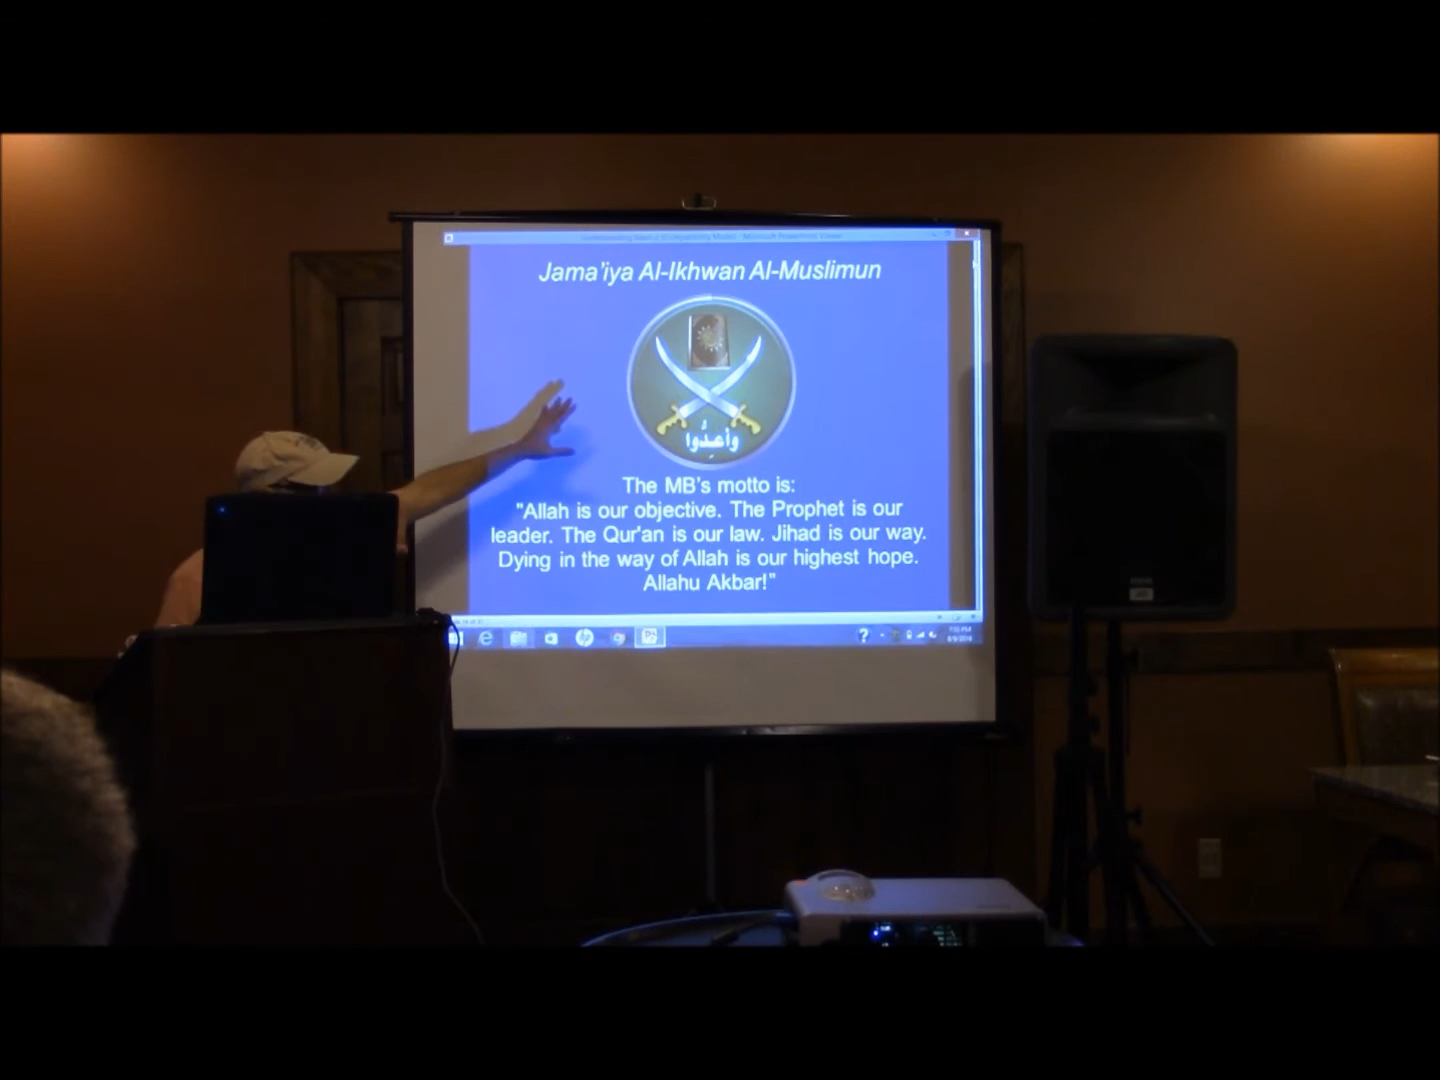 Jama'iya Al-Ikhwan Al-Muslimun
وأعدوا
The MB's motto is:
"Allah is our objective. The Prophet is our
leader. The Qur'an is our law. Jihad is our way.
Dying in the way of Allah is our highest hope.
Allahu Akbar!"